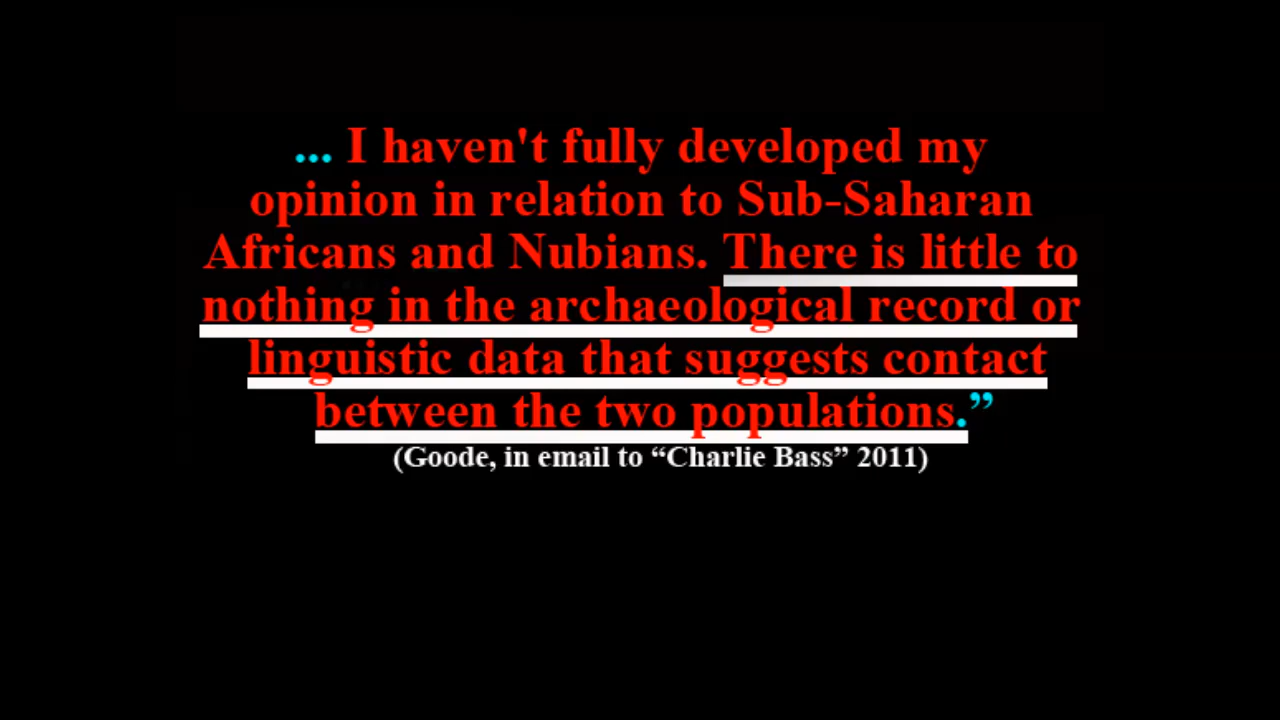 ... I haven't fully developed my
opinion in relation to Sub-Saharan
Africans and Nubians. There is little to
nothing in the archaeological record or
linguistic data that suggests contact
between the two populations.”
(Goode, in email to “Charlie Bass” 2011)